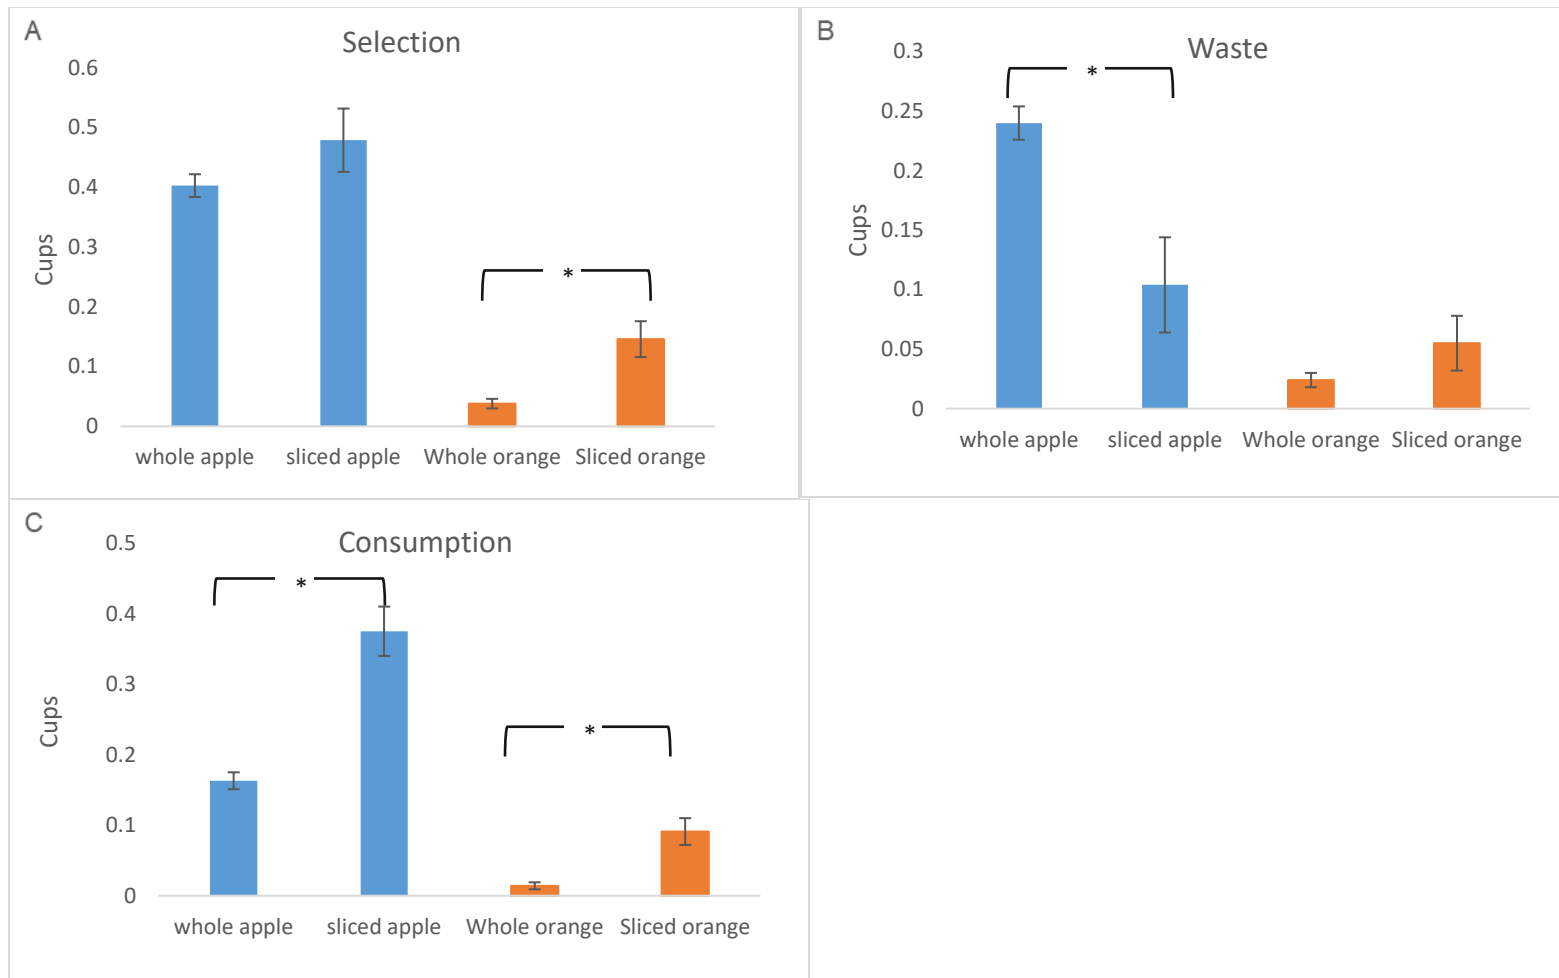 A
Selection
0.6
0.5
0.4
0.3
0.2
0.1
0
Cups
*
whole apple sliced apple Whole orange Sliced orange
B
Waste
0.3
0.25
0.2
0.15
0.1
0.05
0
Cups
*
whole apple sliced apple Whole orange Sliced orange
C
Consumption
0.5
0.4
0.3
0.2
0.1
0
Cups
*
*
whole apple sliced apple Whole orange Sliced orange